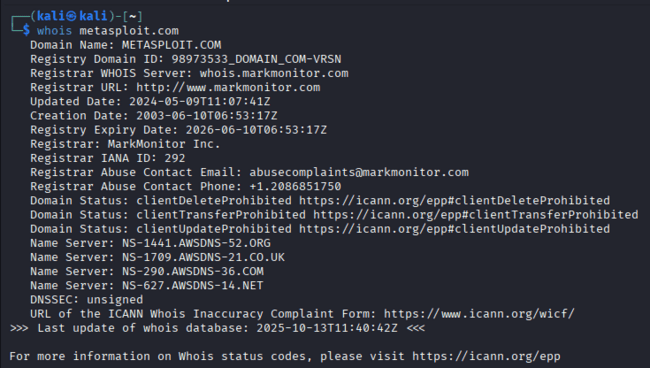 ┌──(kali㉿kali)-[~]
└─$ whois metasploit.com
Domain Name: METASPLOIT.COM
Registry Domain ID: 98973533_DOMAIN_COM-VRSN
Registrar WHOIS Server: whois.markmonitor.com
Registrar URL: http://www.markmonitor.com
Updated Date: 2024-05-09T11:07:41Z
Creation Date: 2003-06-10T06:53:17Z
Registry Expiry Date: 2026-06-10T06:53:17Z
Registrar: MarkMonitor Inc.
Registrar IANA ID: 292
Registrar Abuse Contact Email: abusecomplaints@markmonitor.com
Registrar Abuse Contact Phone: +1.2086851750
Domain Status: clientDeleteProhibited https://icann.org/epp#clientDeleteProhibited
Domain Status: clientTransferProhibited https://icann.org/epp#clientTransferProhibited
Domain Status: clientUpdateProhibited https://icann.org/epp#clientUpdateProhibited
Name Server: NS-1441.AWSDNS-52.ORG
Name Server: NS-1709.AWSDNS-21.CO.UK
Name Server: NS-290.AWSDNS-36.COM
Name Server: NS-627.AWSDNS-14.NET
DNSSEC: unsigned
URL of the ICANN Whois Inaccuracy Complaint Form: https://www.icann.org/wicf/
>>> Last update of whois database: 2025-10-13T11:40:42Z <<<
For more information on Whois status codes, please visit https://icann.org/epp